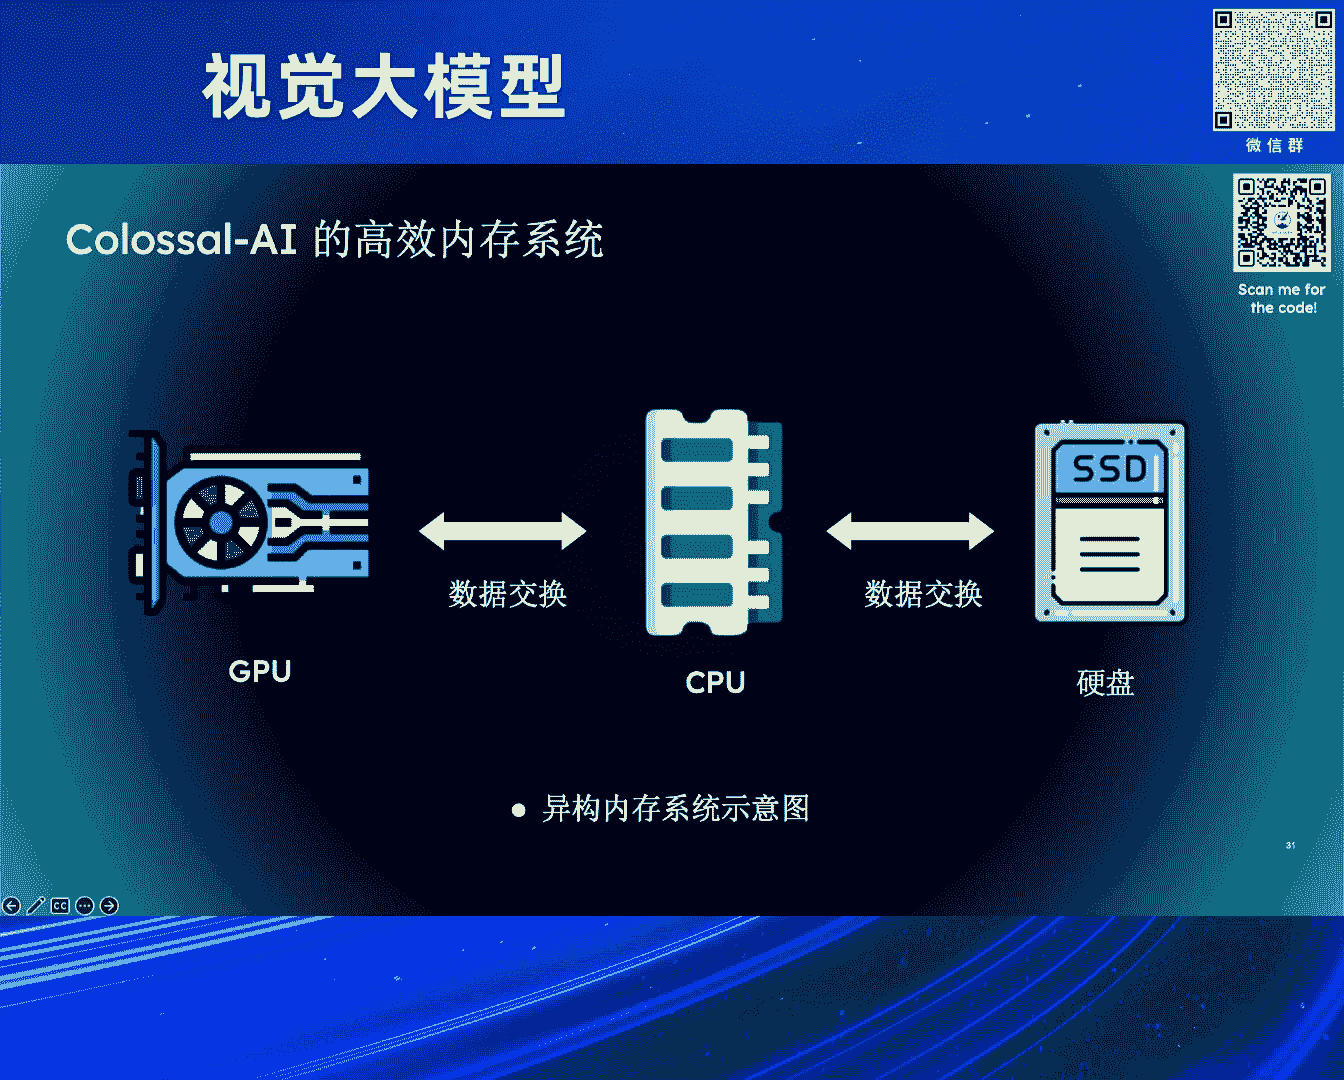 视觉大模型
微信群
Colossal-AI 的高效内存系统
Scan me for
the code!
SSD
数据交换
数据交换
GPU
CPU
硬盘
● 异构内存系统示意图
31
CC